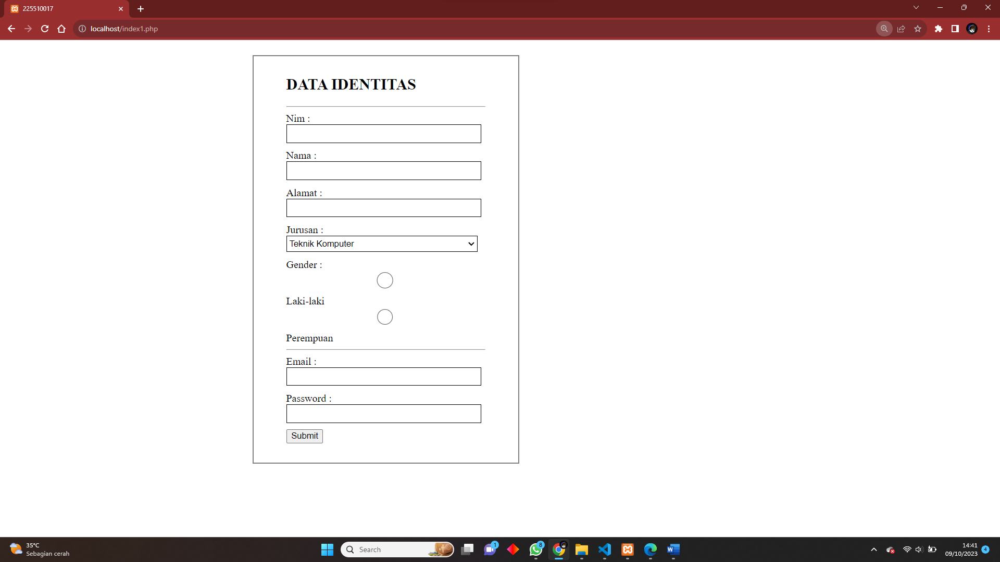 225510017
localhost/index1.php
DATA IDENTITAS
Nim :
Nama :
Alamat :
Jurusan :
Teknik Komputer
Gender :
Laki-laki
Perempuan
Email :
Password :
Submit
35°C
Sebagian cerah
Search
1
8
W
14:41
09/10/2023
4